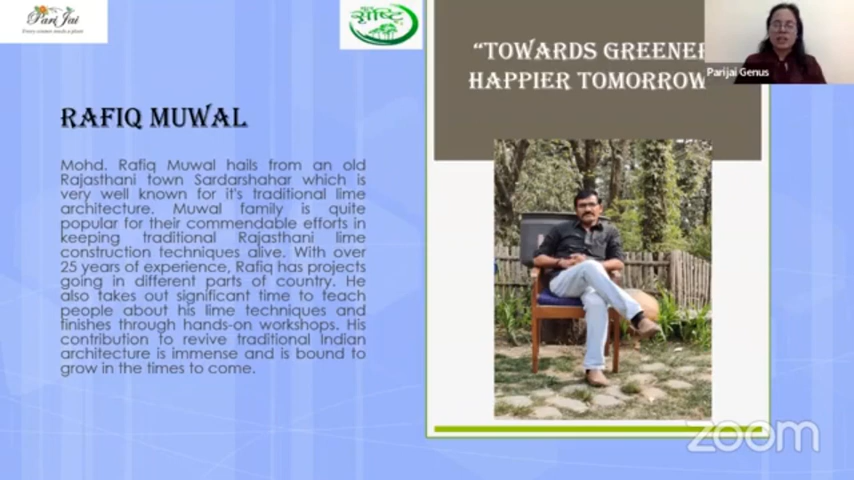 Pari Jai
Every corner needs a plant
सृष्टि
"TOWARDS GREENER
HAPPIER TOMORROW
Parijai Genus
RAFIQ MUWAL
Mohd. Rafiq Muwal hails from an old
Rajasthani town Sardarshahar which is
very well known for it's traditional lime
architecture. Muwal family is quite
popular for their commendable efforts in
keeping traditional Rajasthani lime
construction techniques alive. With over
25 years of experience, Rafiq has projects
going in different parts of country. He
also takes out significant time to teach
people about his lime techniques and
finishes through hands-on workshops. His
contribution to revive traditional Indian
architecture is immense and is bound to
grow in the times to come.
zoom